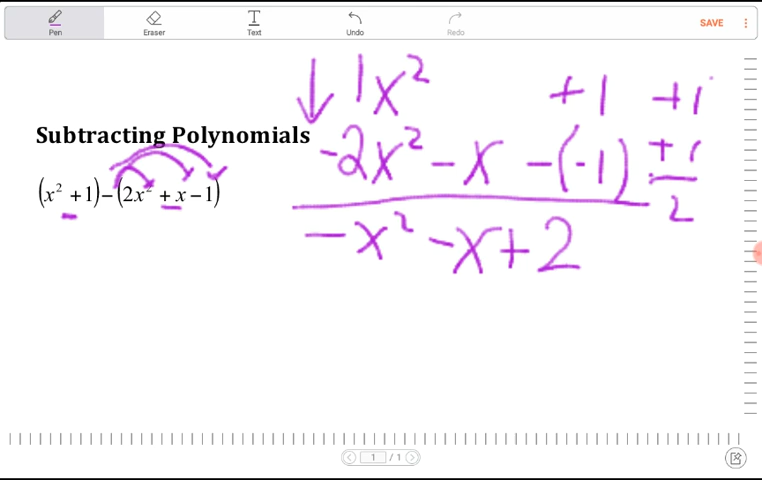 Pen Eraser Text Undo Redo SAVE
Subtracting Polynomials
(x² + 1) – (2x² + x – 1)
1x² +1 +1
-2x² - x - (-1) +1
-x² - x + 2 2
1 / 1